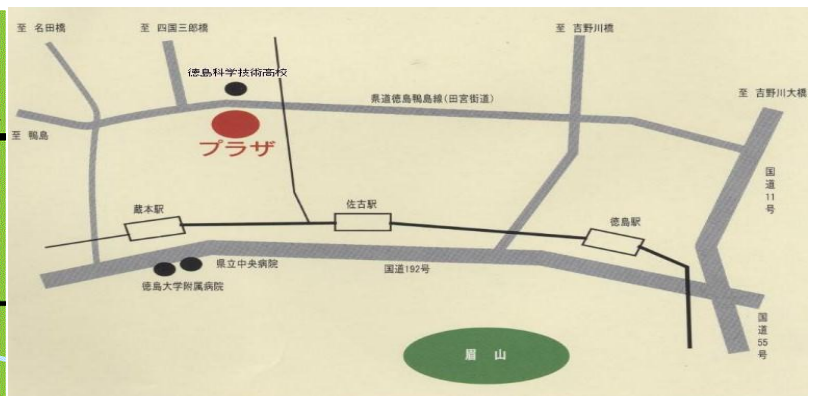 至 名田橋
至 四国三郎橋
至 吉野川橋
徳島科学技術高校
県道徳島鴨島線(田宮街道)
至 吉野川大橋
至 鴨島
プラザ
国道11号
蔵本駅
佐古駅
徳島駅
県立中央病院
国道192号
徳島大学附属病院
国道55号
眉 山